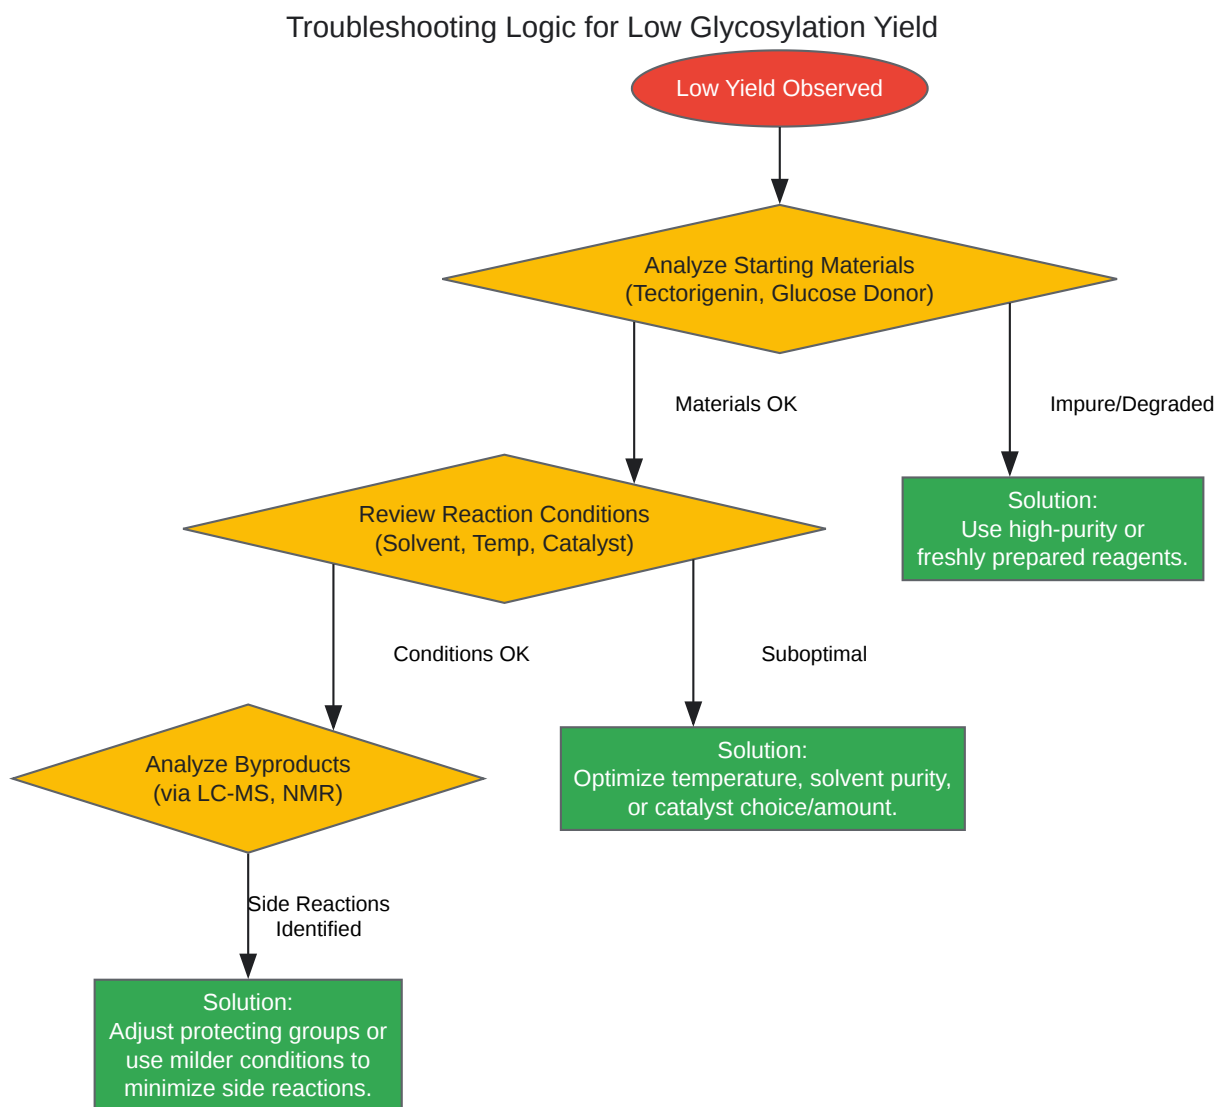 Troubleshooting Logic for Low Glycosylation Yield
Low Yield Observed
Analyze Starting Materials
(Tectorigenin, Glucose Donor)
Materials OK
Impure/Degraded
Review Reaction Conditions
(Solvent, Temp, Catalyst)
Solution:
Use high-purity or
freshly prepared reagents.
Conditions OK
Suboptimal
Analyze Byproducts
(via LC-MS, NMR)
Solution:
Optimize temperature, solvent purity,
or catalyst choice/amount.
Side Reactions
Identified
Solution:
Adjust protecting groups or
use milder conditions to
minimize side reactions.